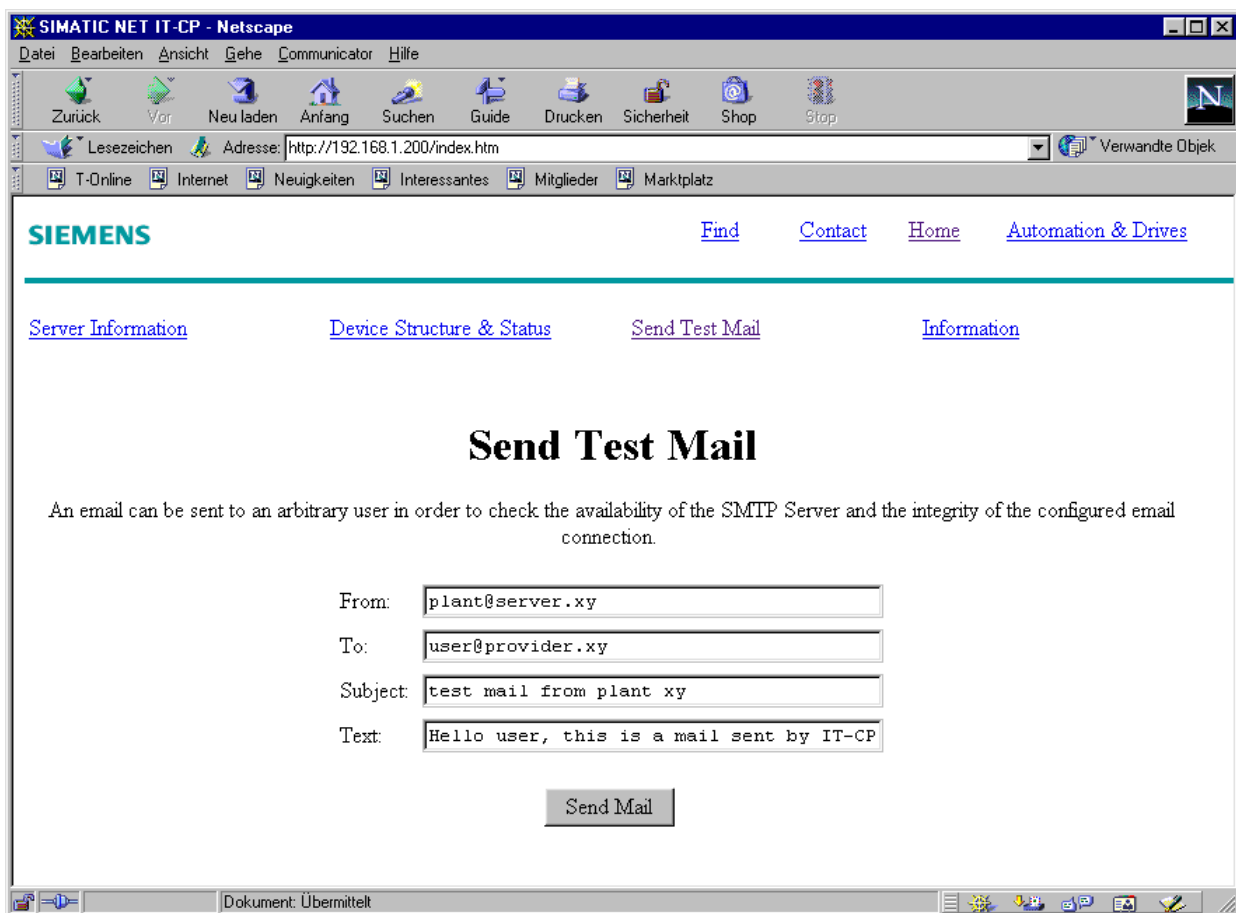 SIMATIC NET IT-CP - Netscape
Datei Bearbeiten Ansicht Gehe Communicator Hilfe
Zurück Vor Neu laden Anfang Suchen Guide Drucken Sicherheit Shop Stop
N
Lesezeichen Adresse: http://192.168.1.200/index.htm Verwandte Objek
T-Online Internet Neuigkeiten Interessantes Mitglieder Marktplatz
SIEMENS Find Contact Home Automation & Drives
Server Information Device Structure & Status Send Test Mail Information
Send Test Mail
An email can be sent to an arbitrary user in order to check the availability of the SMTP Server and the integrity of the configured email
connection.
From: plant@server.xy
To: user@provider.xy
Subject: test mail from plant xy
Text: Hello user, this is a mail sent by IT-CP
Send Mail
Dokument: Übermittelt